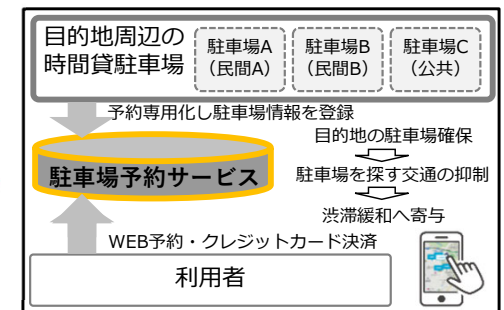 目的地周辺の
時間貸駐車場
駐車場A
（民間A）
駐車場B
（民間B）
駐車場C
（公共）
予約専用化し駐車場情報を登録
目的地の駐車場確保
駐車場予約サービス
駐車場を探す交通の抑制
渋滞緩和へ寄与
WEB予約・クレジットカード決済
利用者